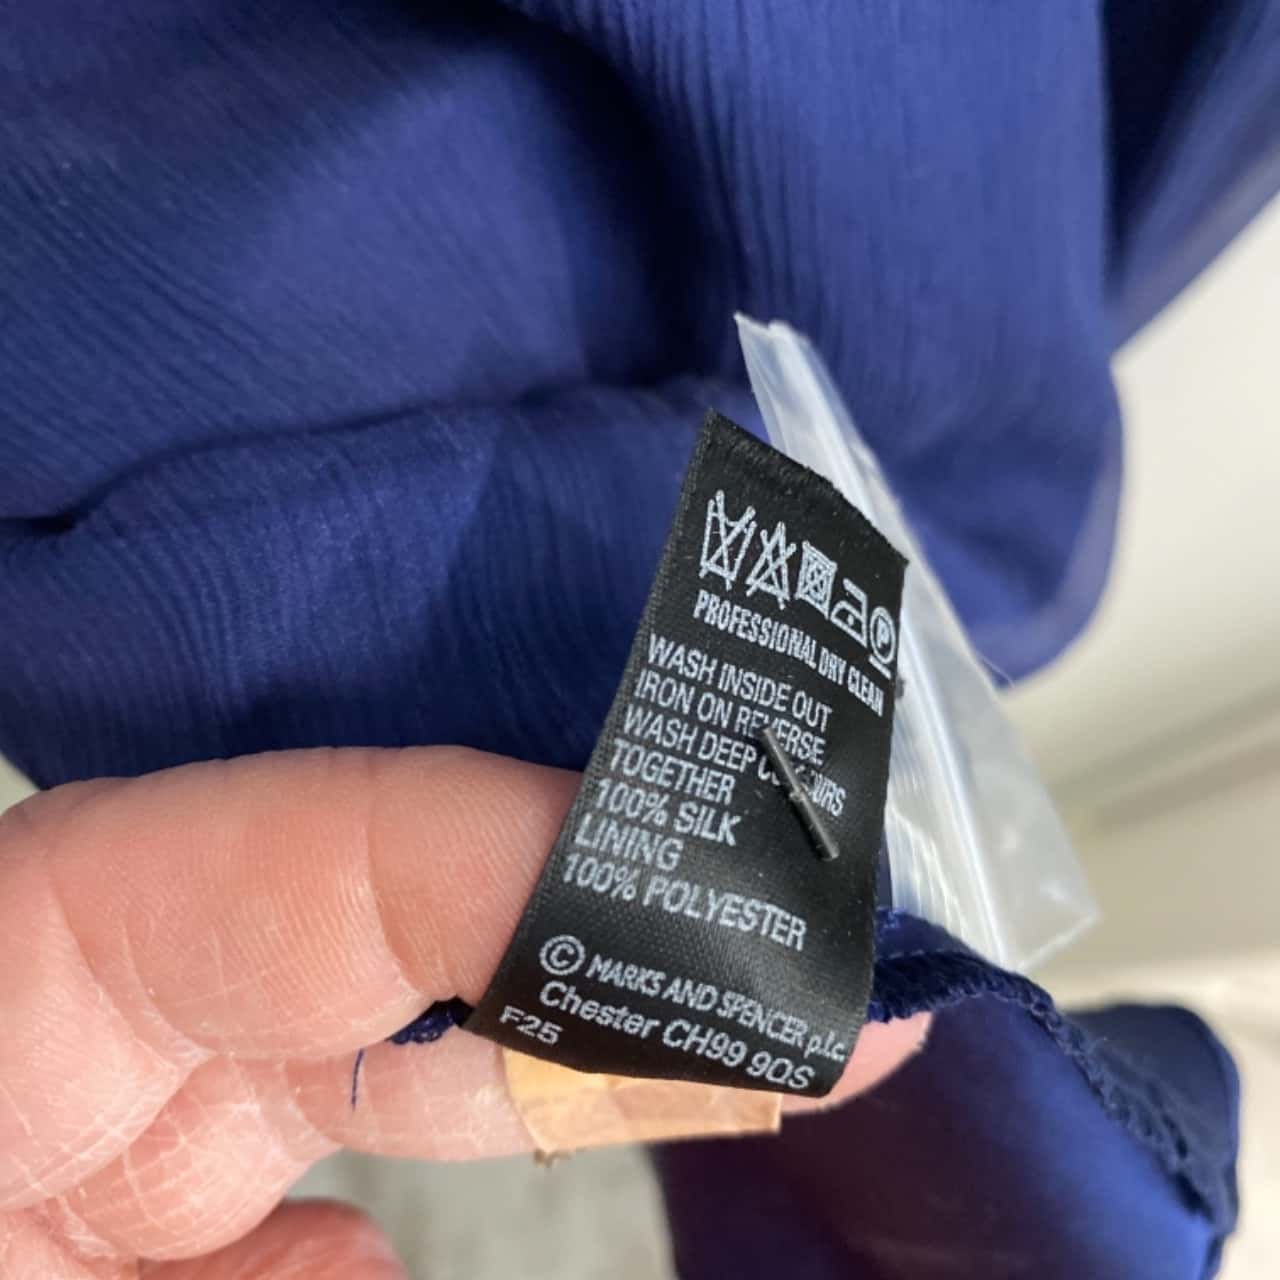 P
PROFESSIONAL DRY CLEAN
WASH INSIDE OUT
IRON ON REVERSE
WASH DEEP COLOURS
TOGETHER
100% SILK
LINING
100% POLYESTER
© MARKS AND SPENCER p.l.c.
Chester CH99 9QS
F25